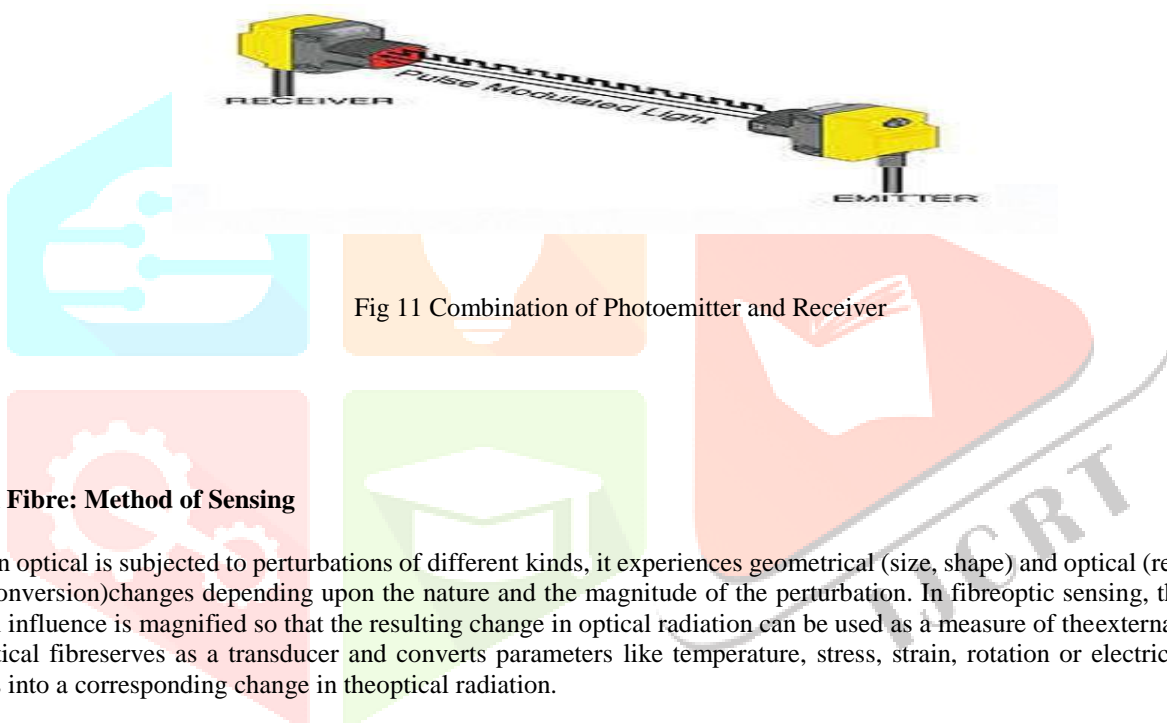 RECEIVER
Pulse Modulated Light
EMITTER
Fig 11 Combination of Photoemitter and Receiver
Fibre: Method of Sensing
n optical is subjected to perturbations of different kinds, it experiences geometrical (size, shape) and optical (re
onversion)changes depending upon the nature and the magnitude of the perturbation. In fibreoptic sensing, th
influence is magnified so that the resulting change in optical radiation can be used as a measure of theexterna
tical fibreserves as a transducer and converts parameters like temperature, stress, strain, rotation or electric
s into a corresponding change in theoptical radiation.
IJCRT